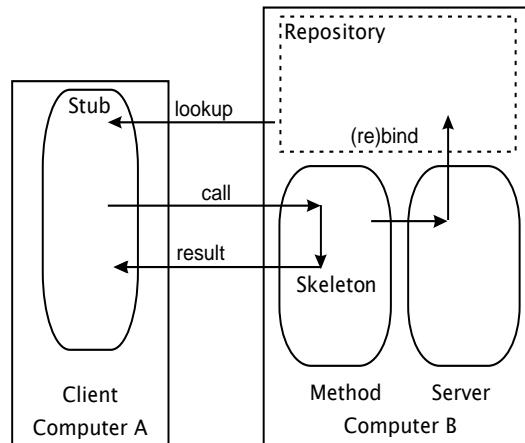 Repository
Stub
lookup
(re)bind
call
result
Skeleton
Client
Method
Server
Computer A
Computer B